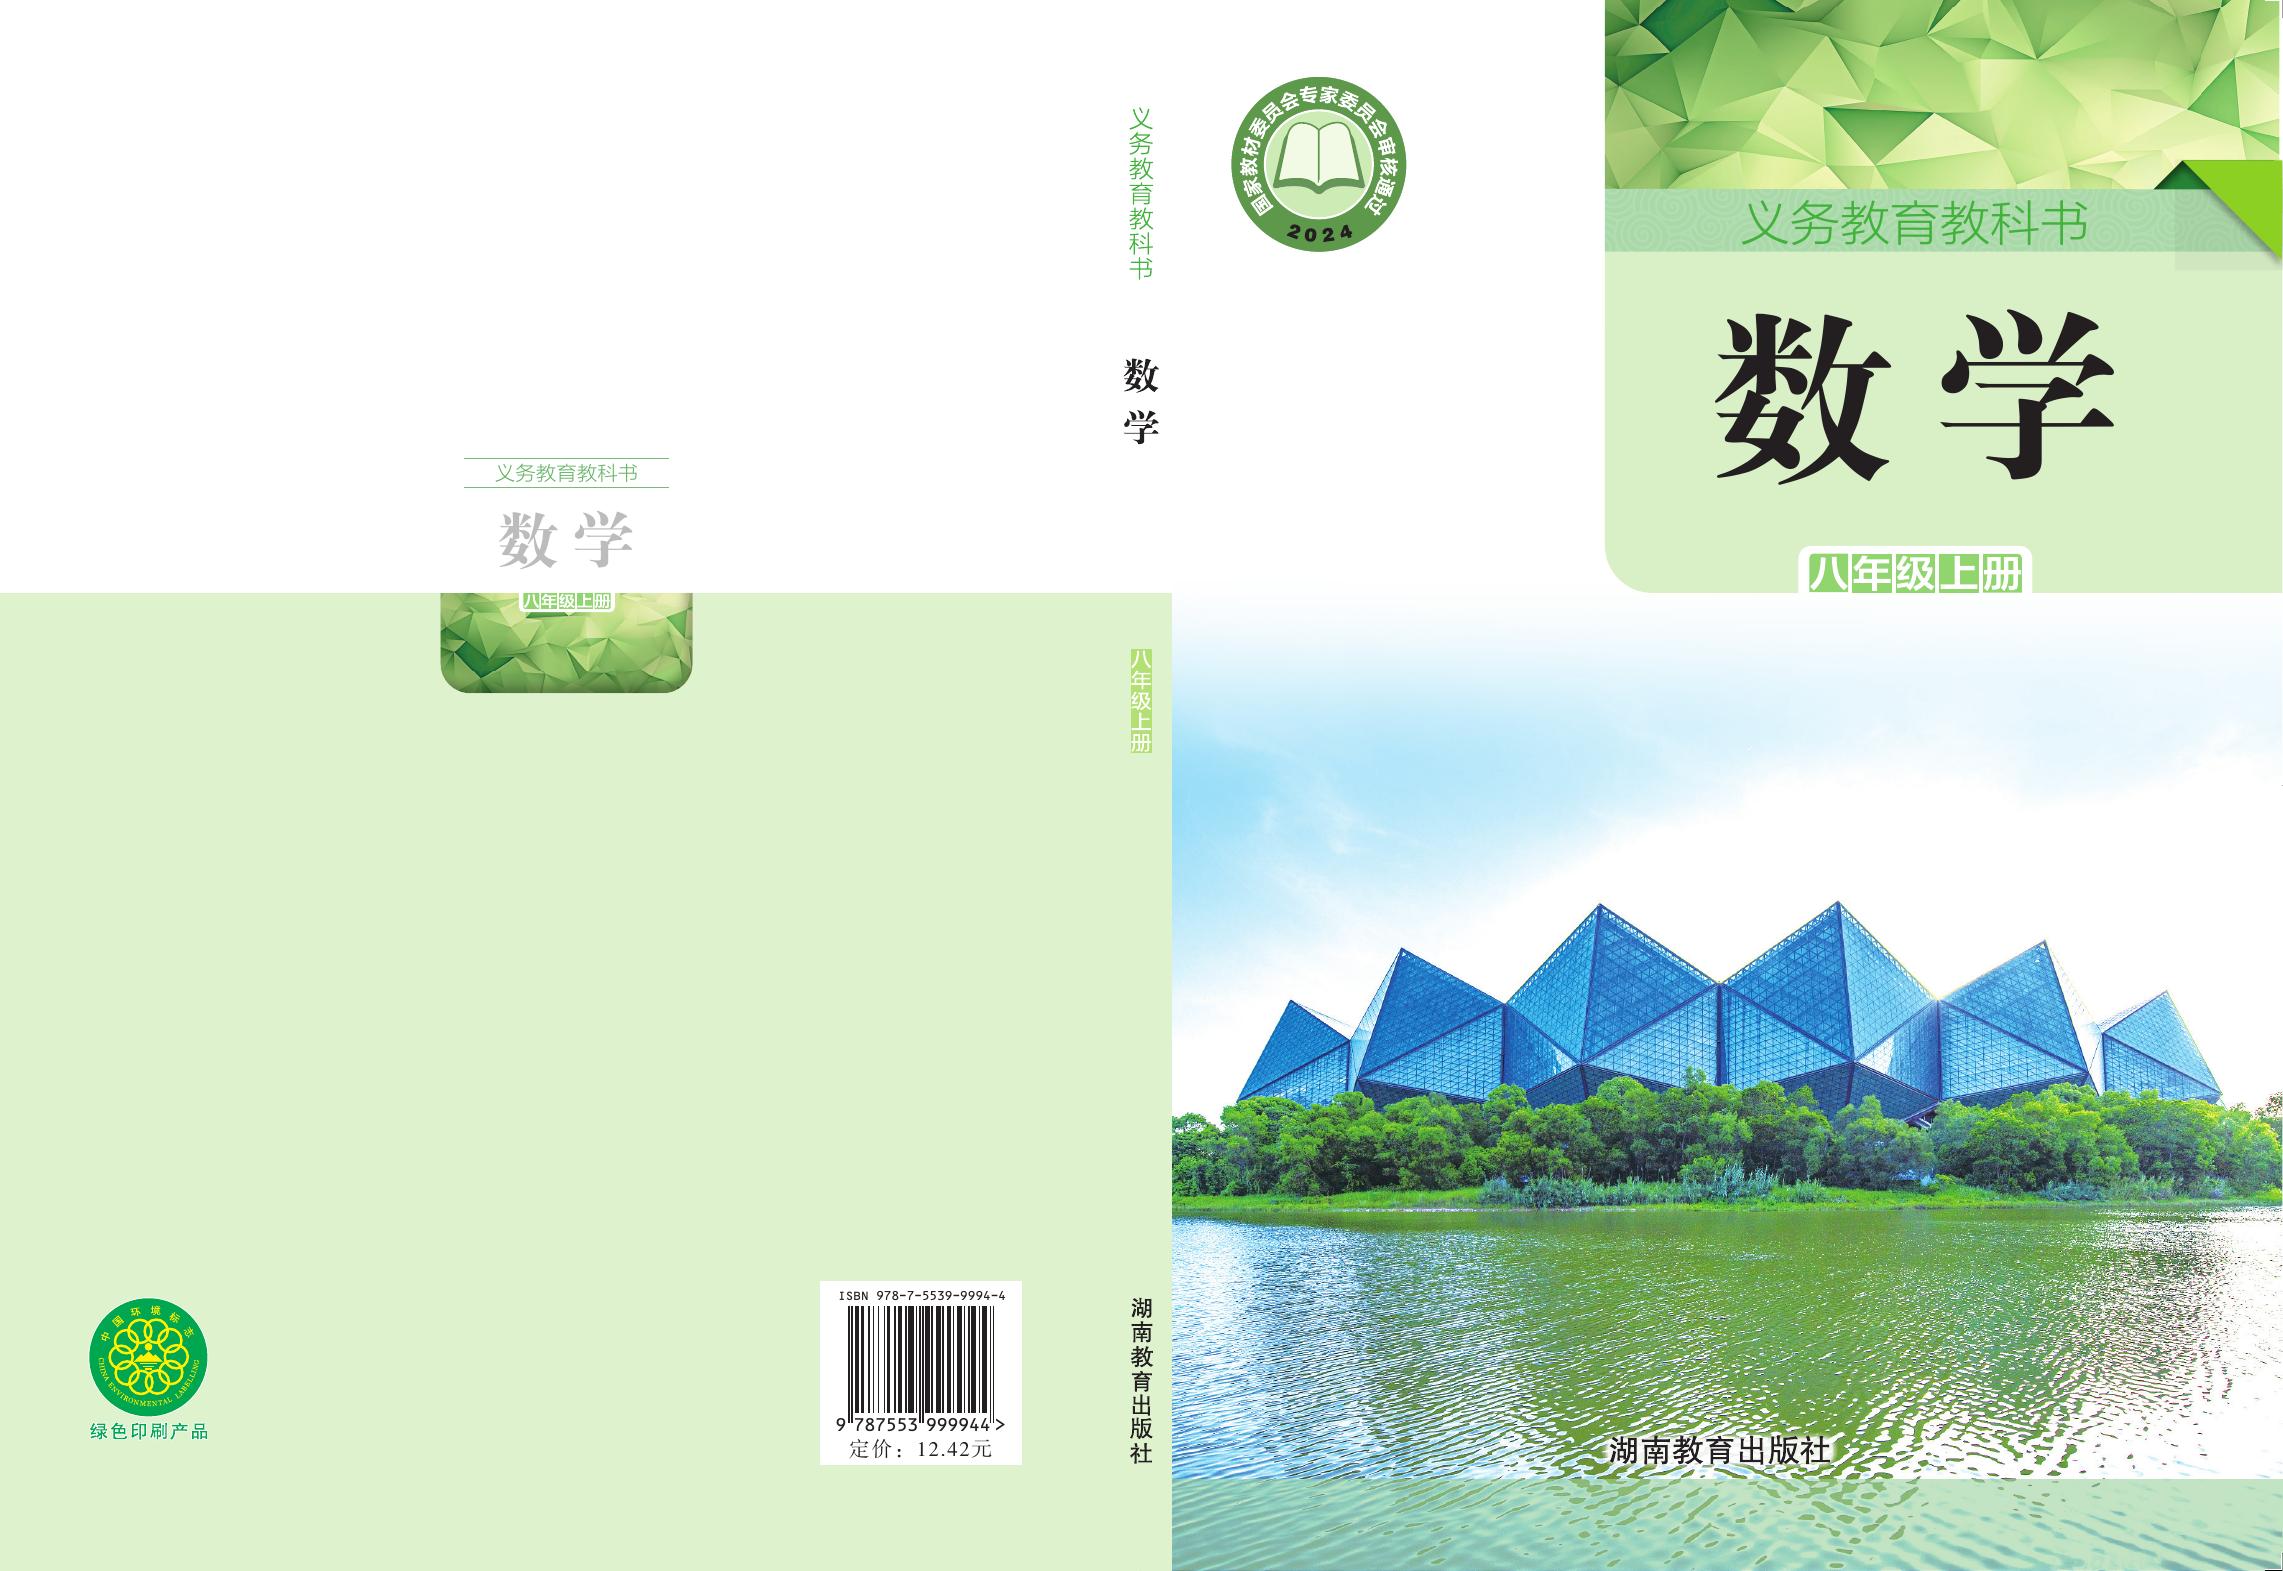 义务教育教科书
数学
八年级上册
绿色印刷产品
中国环境标志
CHINA ENVIRONMENTAL LABELLING
ISBN 978-7-5539-9994-4
9 787553 999944 >
定价：12.42元
义务教育教科书
数学
八年级上册
湖南教育出版社
国家教材委员会专家委员会审核通过
2024
义务教育教科书
数学
八年级上册
湖南教育出版社